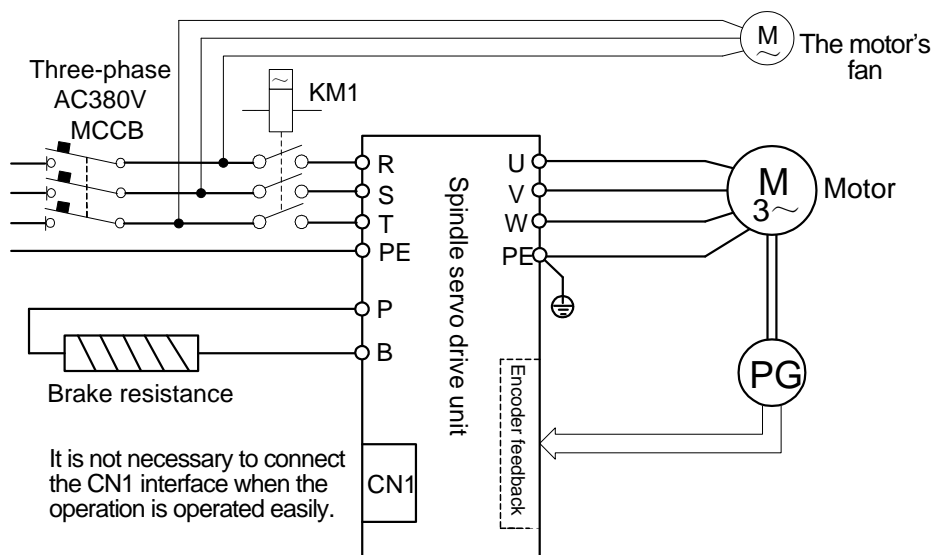 M
~
The motor's
fan
Three-phase
AC380V
MCCB
~
KM1
R
S
T
PE
P
B
Brake resistance
Spindle servo drive unit
U
V
W
PE
M
3~
Motor
PG
Encoder feedback
CN1
It is not necessary to connect
the CN1 interface when the
operation is operated easily.